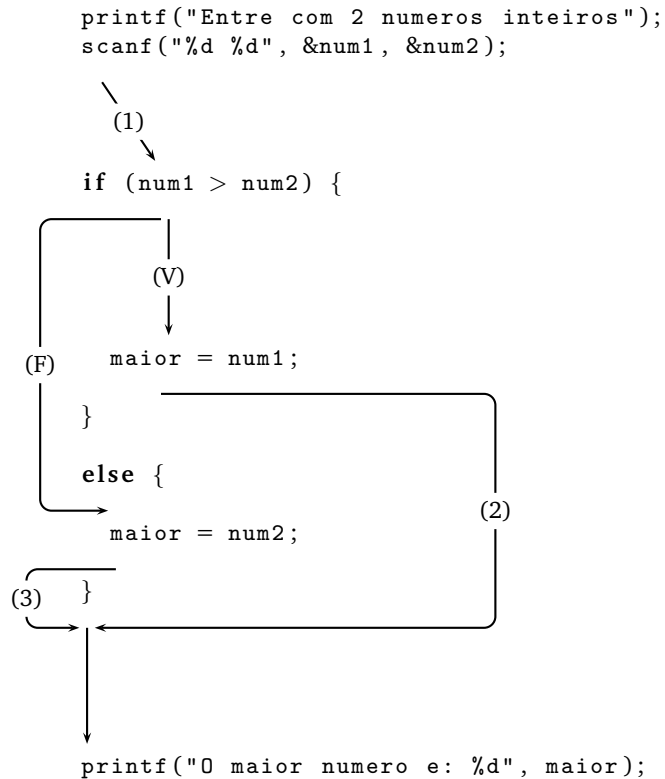 printf("Entre com 2 numeros inteiros");
scanf("%d %d", &num1, &num2);
(1)
if (num1 > num2) {
(V)
(F)
maior = num1;
}
else {
(2)
maior = num2;
(3)
}
printf("O maior numero e: %d", maior);